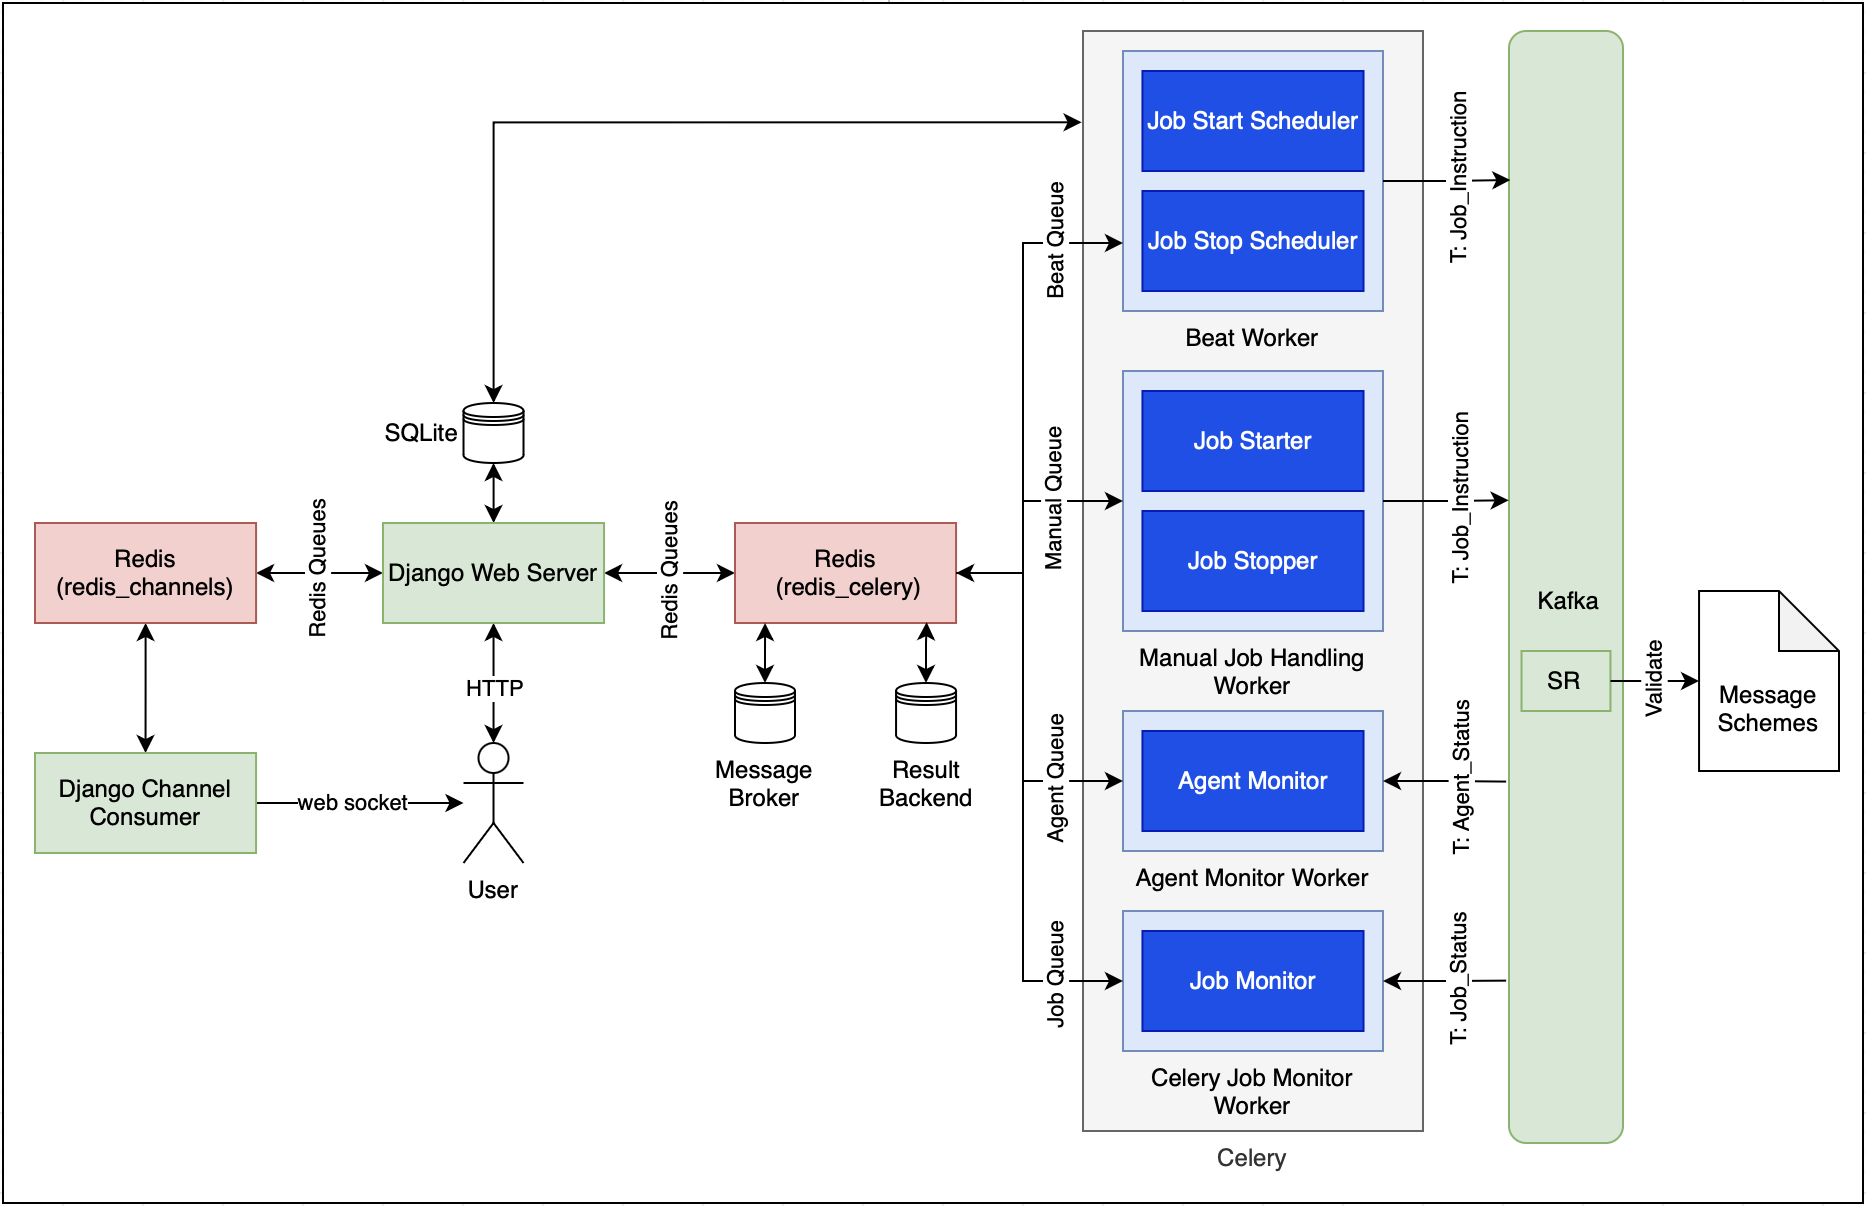 Job Start Scheduler
Job Stop Scheduler
Beat Worker
Beat Queue
T: Job_Instruction
SQLite
Job Starter
Job Stopper
Manual Job Handling
Worker
Manual Queue
T: Job_Instruction
Redis
(redis_channels)
Redis Queues
Django Web Server
Redis Queues
Redis
(redis_celery)
HTTP
Message
Broker
Result
Backend
Django Channel
Consumer
web socket
User
Agent Queue
Agent Monitor
Agent Monitor Worker
T: Agent_Status
Job Queue
Job Monitor
Celery Job Monitor
Worker
T: Job_Status
Celery
Kafka
SR
Validate
Message
Schemes